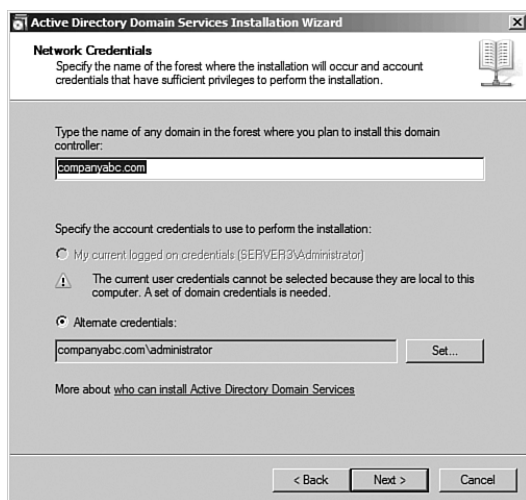 Active Directory Domain Services Installation Wizard
Network Credentials
Specify the name of the forest where the installation will occur and account
credentials that have sufficient privileges to perform the installation.
Type the name of any domain in the forest where you plan to install this domain
controller:
companyabc.com
Specify the account credentials to use to perform the installation:
My current logged on credentials (SERVER3\Administrator)
The current user credentials cannot be selected because they are local to this
computer. A set of domain credentials is needed.
Alternate credentials:
companyabc.com\administrator
Set...
More about who can install Active Directory Domain Services
< Back
Next >
Cancel